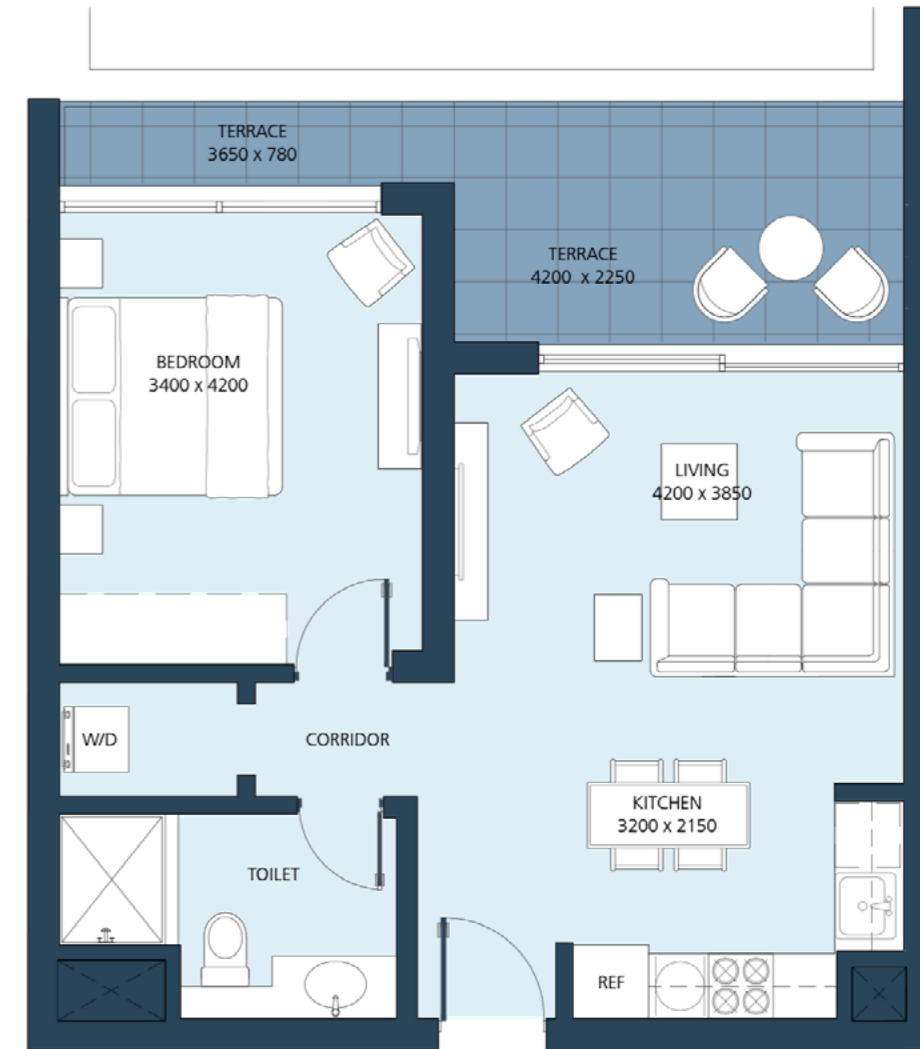 TERRACE
3650 x 780
TERRACE
4200 x 2250
BEDROOM
3400 x 4200
LIVING
4200 x 3850
W/D
CORRIDOR
KITCHEN
3200 x 2150
TOILET
REF